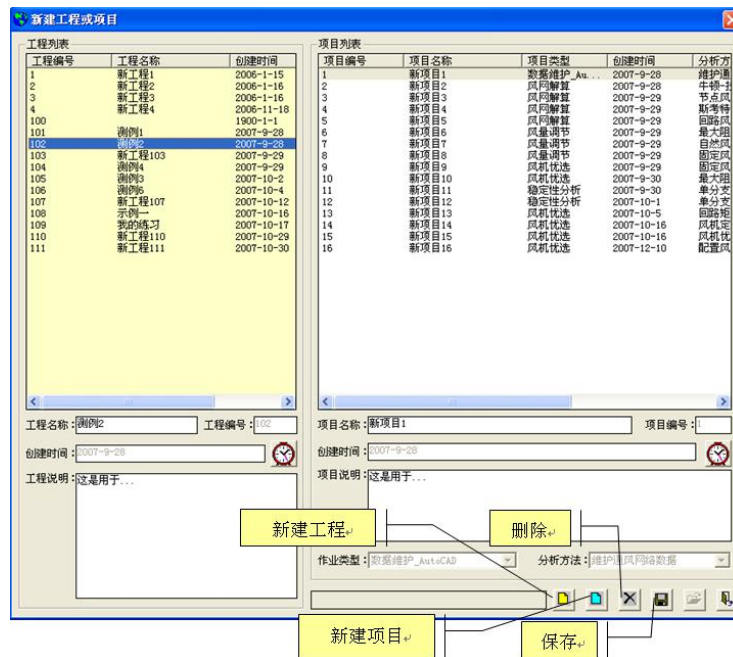 新建工程或项目
工程列表
工程编号 工程名称 创建时间
1 新工程1 2006-1-15
2 新工程2 2006-1-16
3 新工程3 2006-1-16
4 新工程4 2006-11-18
100 1900-1-1
101 测例1 2007-9-28
102 测例2 2007-9-28
103 新工程103 2007-9-29
104 测例4 2007-9-29
105 测例3 2007-10-2
106 测例6 2007-10-4
107 新工程107 2007-10-12
108 示例一 2007-10-16
109 我的练习 2007-10-17
110 新工程110 2007-10-29
111 新工程111 2007-10-30
工程名称：测例2 工程编号：102
创建时间：2007-9-28
工程说明：这是用于...
项目列表
项目编号 项目名称 项目类型 创建时间 分析方
1 新项目1 数据维护_Au... 2007-9-28 维护通
2 新项目2 风网解算 2007-9-28 牛顿-拉
3 新项目3 风网解算 2007-9-29 节点风
4 新项目4 风网解算 2007-9-29 斯考特
5 新项目5 风网解算 2007-9-29 回路风
6 新项目6 风量调节 2007-9-29 最大阻
7 新项目7 风量调节 2007-9-29 自然风
8 新项目8 风量调节 2007-9-29 固定风
9 新项目9 风机优选 2007-9-29 固定风
10 新项目10 风机优选 2007-9-30 最大阻
11 新项目11 稳定性分析 2007-9-30 单分支
12 新项目12 稳定性分析 2007-10-1 单分支
13 新项目13 风机优选 2007-10-5 回路矩
14 新项目14 风机优选 2007-10-16 风机定
15 新项目15 风机优选 2007-10-16 风机优
16 新项目16 风机优选 2007-12-10 配置风
项目名称：新项目1 项目编号：1
创建时间：2007-9-28
项目说明：这是用于...
新建工程
删除
作业类型：数据维护_AutoCAD 分析方法：维护通风网络数据
新建项目
保存